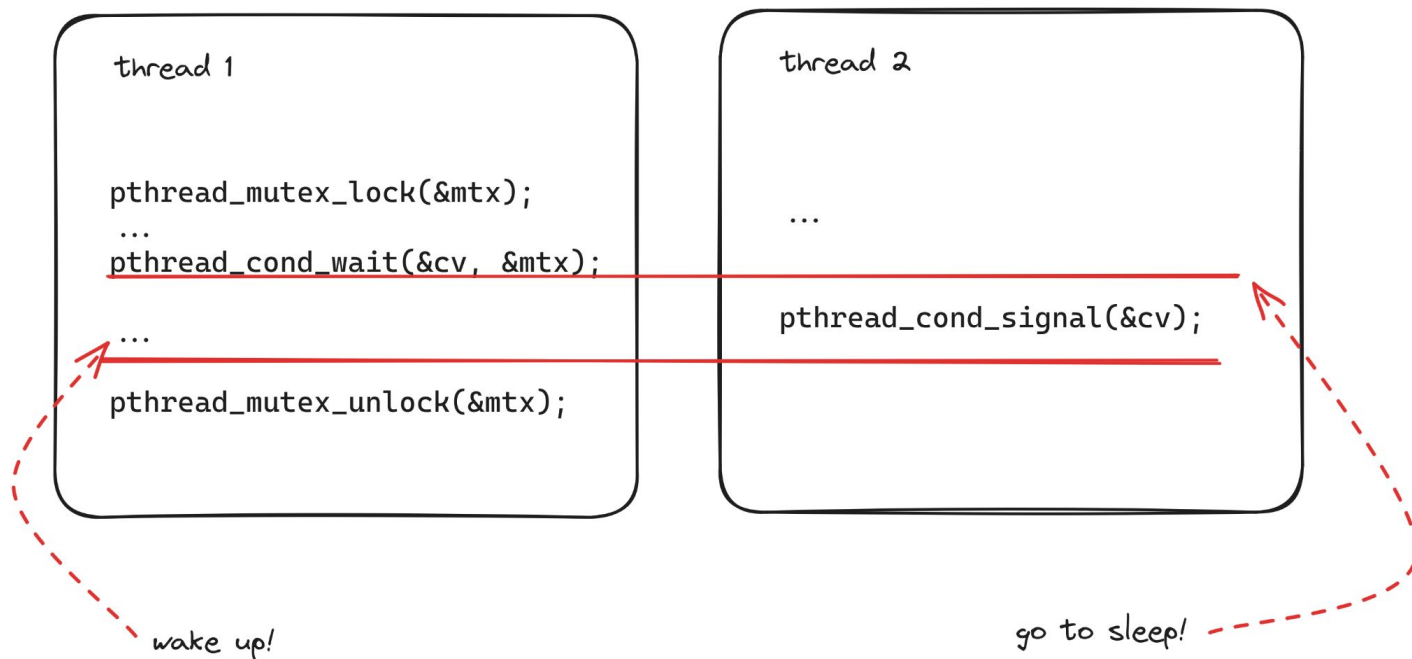 thread 1
pthread_mutex_lock(&mtx);
...
pthread_cond_wait(&cv, &mtx);
...
pthread_mutex_unlock(&mtx);
thread 2
...
pthread_cond_signal(&cv);
wake up!
go to sleep!